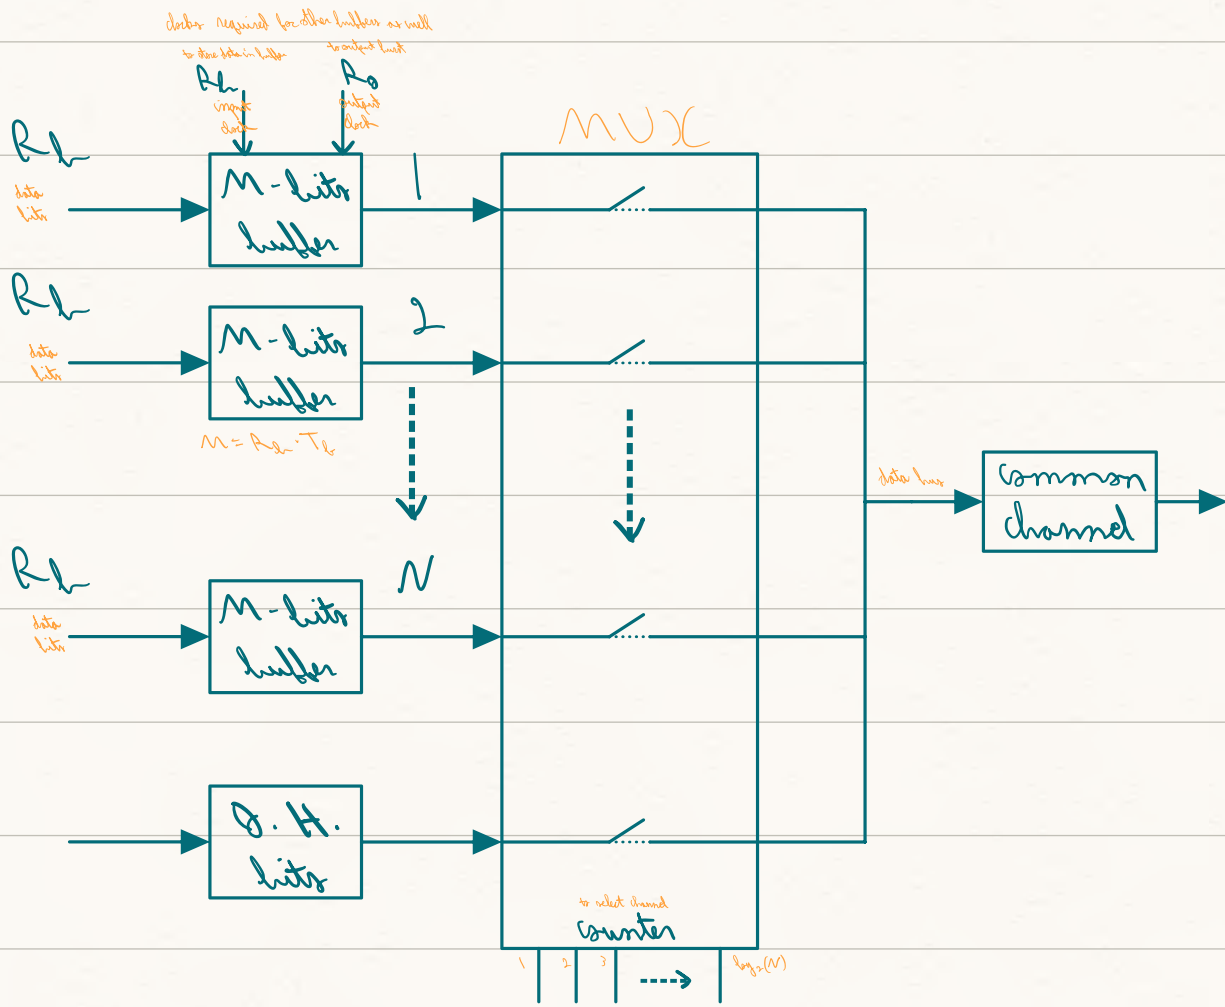 clocks required for other buffers as well
to store data in buffer
to output burst
Rb
Ro
input
clock
output
clock
MUX
Rb
data
bits
M-bits
buffer
1
Rb
data
bits
M-bits
buffer
2
M = Rb · Tb
data bus
common
channel
Rb
data
bits
M-bits
buffer
N
O.H.
bits
to select channel
counter
1
2
3
log2(N)